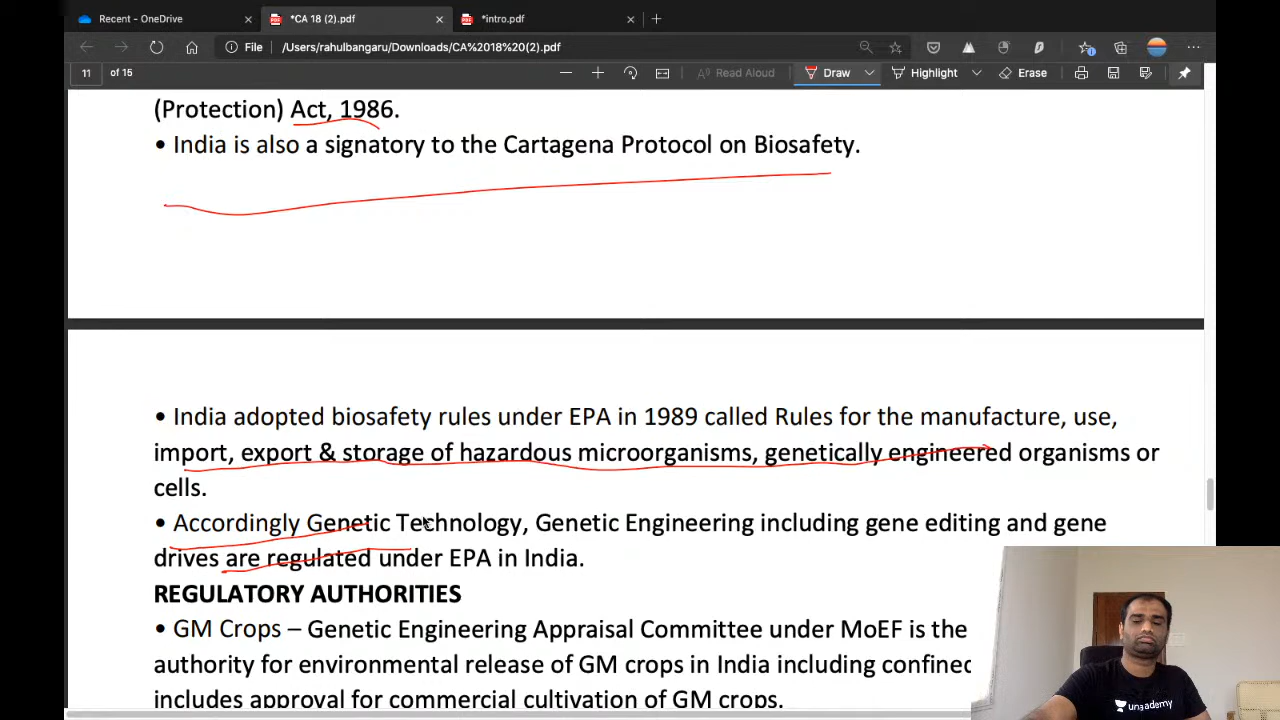 Recent - OneDrive
*CA 18 (2).pdf
*intro.pdf
File /Users/rahulbangaru/Downloads/CA%2018%20(2).pdf
11 of 15
Read Aloud
Draw
Highlight
Erase
(Protection) Act, 1986.
• India is also a signatory to the Cartagena Protocol on Biosafety.
• India adopted biosafety rules under EPA in 1989 called Rules for the manufacture, use,
import, export & storage of hazardous microorganisms, genetically engineered organisms or
cells.
• Accordingly Genetic Technology, Genetic Engineering including gene editing and gene
drives are regulated under EPA in India.
REGULATORY AUTHORITIES
• GM Crops – Genetic Engineering Appraisal Committee under MoEF is the
authority for environmental release of GM crops in India including confined
includes approval for commercial cultivation of GM crops.
unacademy